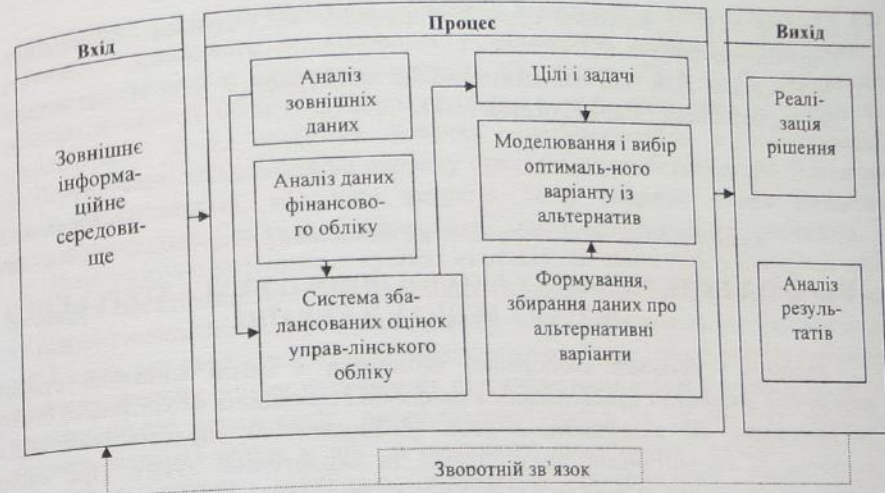 Вхід
Зовнішнє
інформа-
ційне
середови-
ще
Процес
Аналіз
зовнішніх
даних
Аналіз даних
фінансово-
го обліку
Система зба-
лансованих оцінок
управ-лінського
обліку
Цілі і задачі
Моделювання і вибір
оптималь-ного
варіанту із
альтернатив
Формування,
збирання даних про
альтернативні
варіанти
Вихід
Реалі-
зація
рішення
Аналіз
резуль-
татів
Зворотній зв`язок